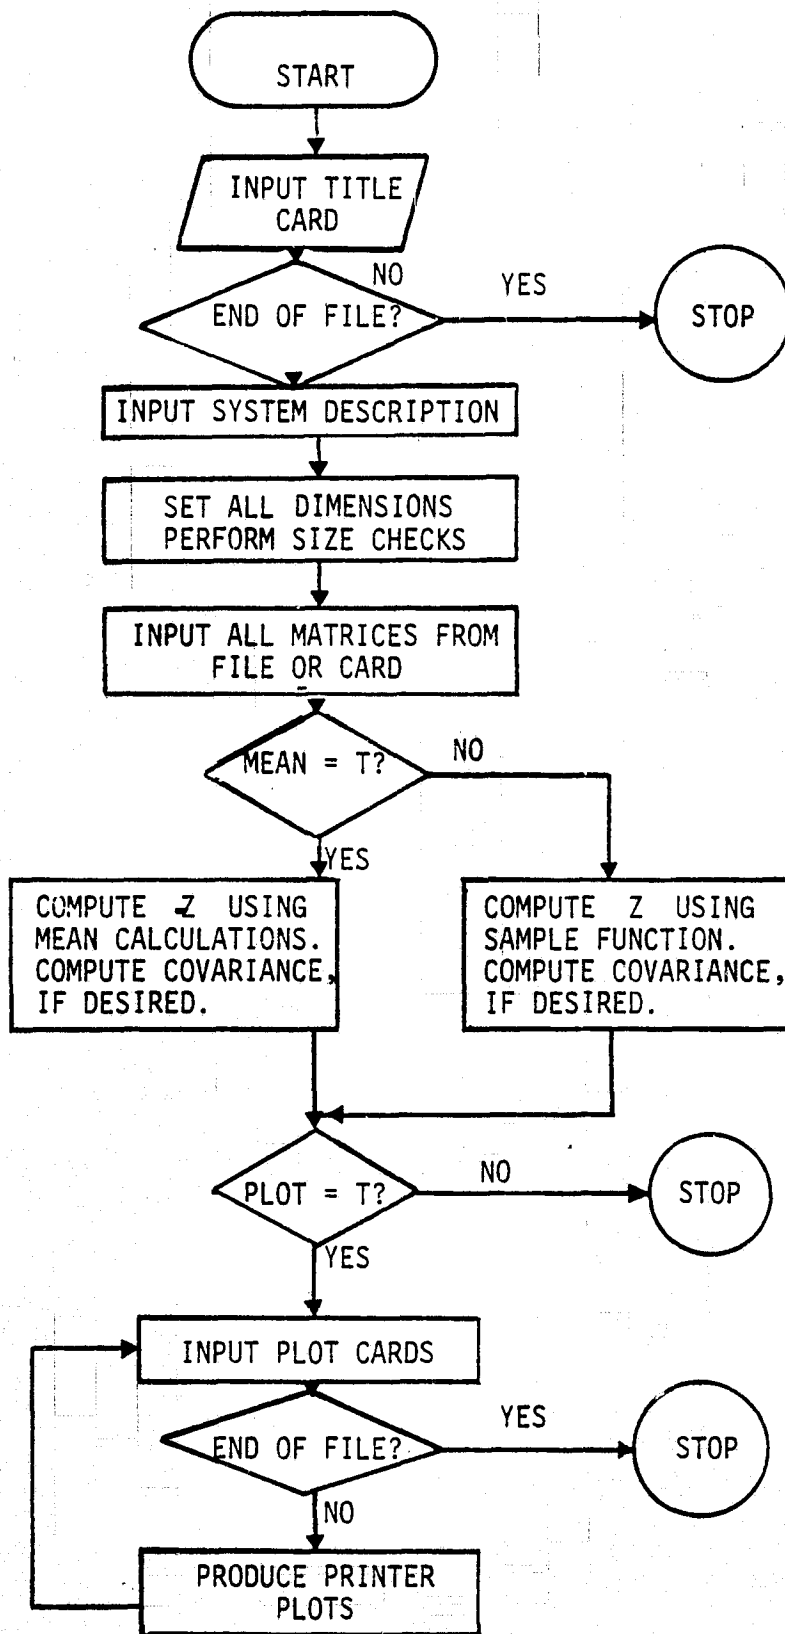 START
INPUT TITLE
CARD
NO
YES
END OF FILE?
STOP
INPUT SYSTEM DESCRIPTION
SET ALL DIMENSIONS
PERFORM SIZE CHECKS
INPUT ALL MATRICES FROM
FILE OR CARD
MEAN = T?
NO
YES
COMPUTE Z USING
MEAN CALCULATIONS.
COMPUTE COVARIANCE,
IF DESIRED.
COMPUTE Z USING
SAMPLE FUNCTION.
COMPUTE COVARIANCE,
IF DESIRED.
PLOT = T?
NO
STOP
YES
INPUT PLOT CARDS
END OF FILE?
YES
STOP
NO
PRODUCE PRINTER
PLOTS